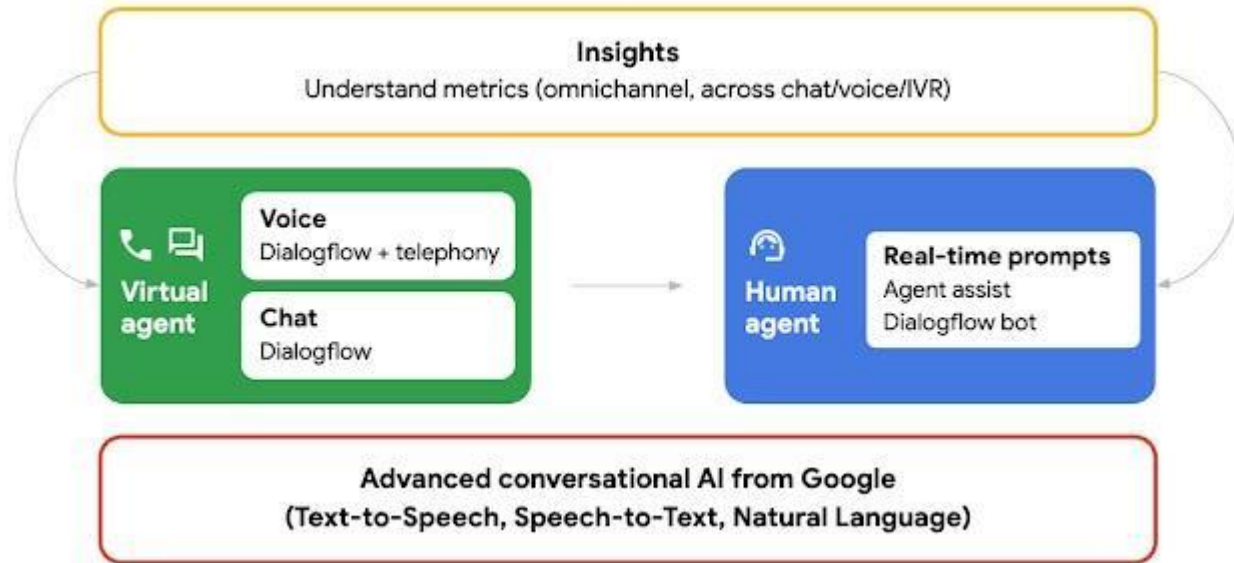 Insights
Understand metrics (omnichannel, across chat/voice/IVR)
Virtual
agent
Voice
Dialogflow + telephony
Chat
Dialogflow
Human
agent
Real-time prompts
Agent assist
Dialogflow bot
Advanced conversational AI from Google
(Text-to-Speech, Speech-to-Text, Natural Language)